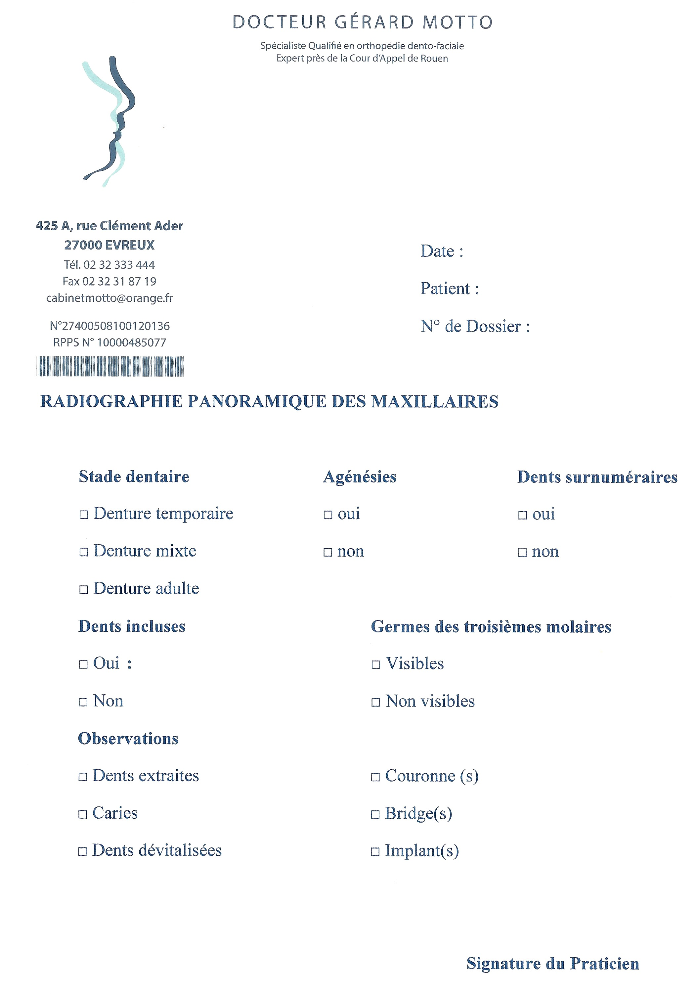 DOCTEUR GÉRARD MOTTO
Spécialiste Qualifié en orthopédie dento-faciale
Expert près de la Cour d'Appel de Rouen
425 A, rue Clément Ader
27000 EVREUX
Tél. 02 32 333 444
Fax 02 32 31 87 19
cabinetmotto@orange.fr
N°27400508100120136
RPPS N° 10000485077
Date :
Patient :
N° de Dossier :
RADIOGRAPHIE PANORAMIQUE DES MAXILLAIRES
Stade dentaire Agénésies Dents surnuméraires
□ Denture temporaire □ oui □ oui
□ Denture mixte □ non □ non
□ Denture adulte
Dents incluses Germes des troisièmes molaires
□ Oui : □ Visibles
□ Non □ Non visibles
Observations
□ Dents extraites □ Couronne (s)
□ Caries □ Bridge(s)
□ Dents dévitalisées □ Implant(s)
Signature du Praticien